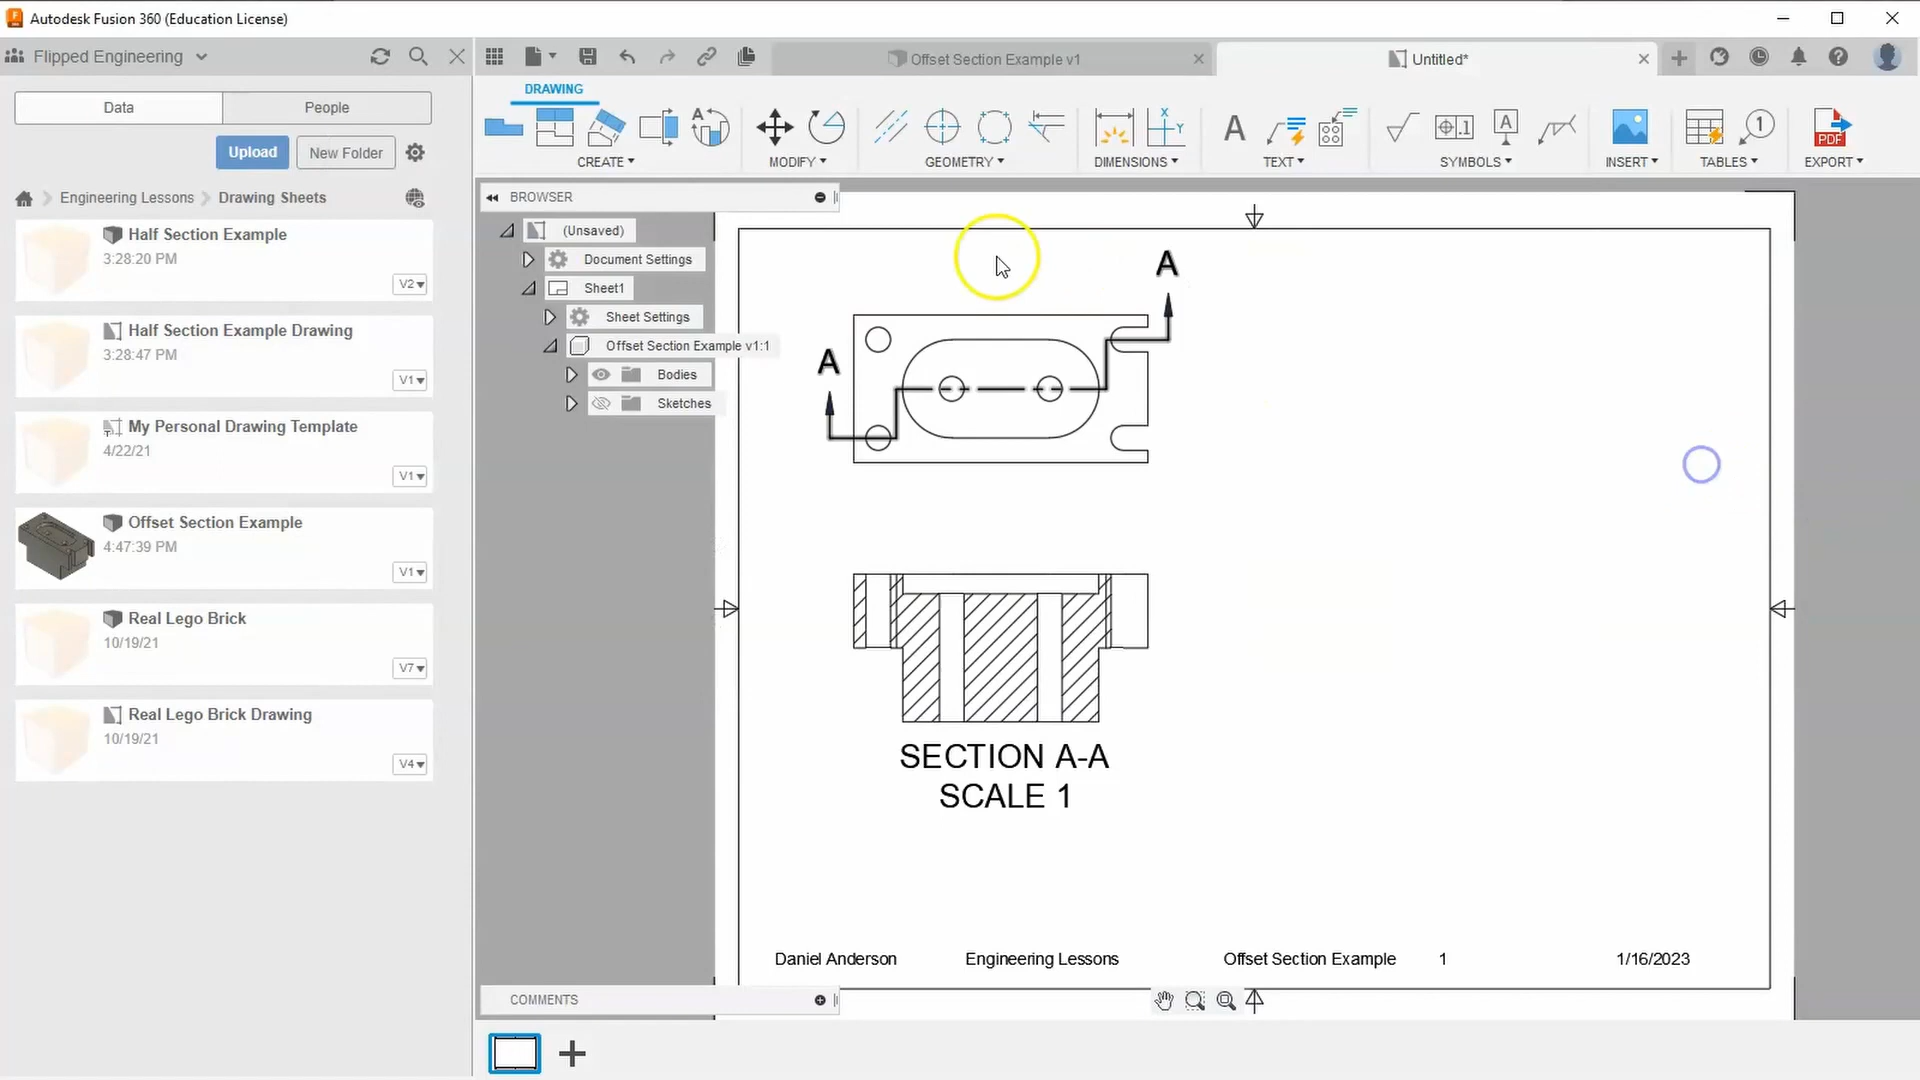 Autodesk Fusion 360 (Education License)
Flipped Engineering
Offset Section Example v1
Untitled*
Data
People
Upload
New Folder
Engineering Lessons
Drawing Sheets
Half Section Example
3:28:20 PM
V2
Half Section Example Drawing
3:28:47 PM
V1
My Personal Drawing Template
4/22/21
V1
Offset Section Example
4:47:39 PM
V1
Real Lego Brick
10/19/21
V7
Real Lego Brick Drawing
10/19/21
V4
DRAWING
CREATE
MODIFY
GEOMETRY
DIMENSIONS
TEXT
SYMBOLS
INSERT
TABLES
PDF
EXPORT
BROWSER
(Unsaved)
Document Settings
Sheet1
Sheet Settings
Offset Section Example v1:1
Bodies
Sketches
A
A
SECTION A-A
SCALE 1
Daniel Anderson
Engineering Lessons
Offset Section Example
1
1/16/2023
COMMENTS